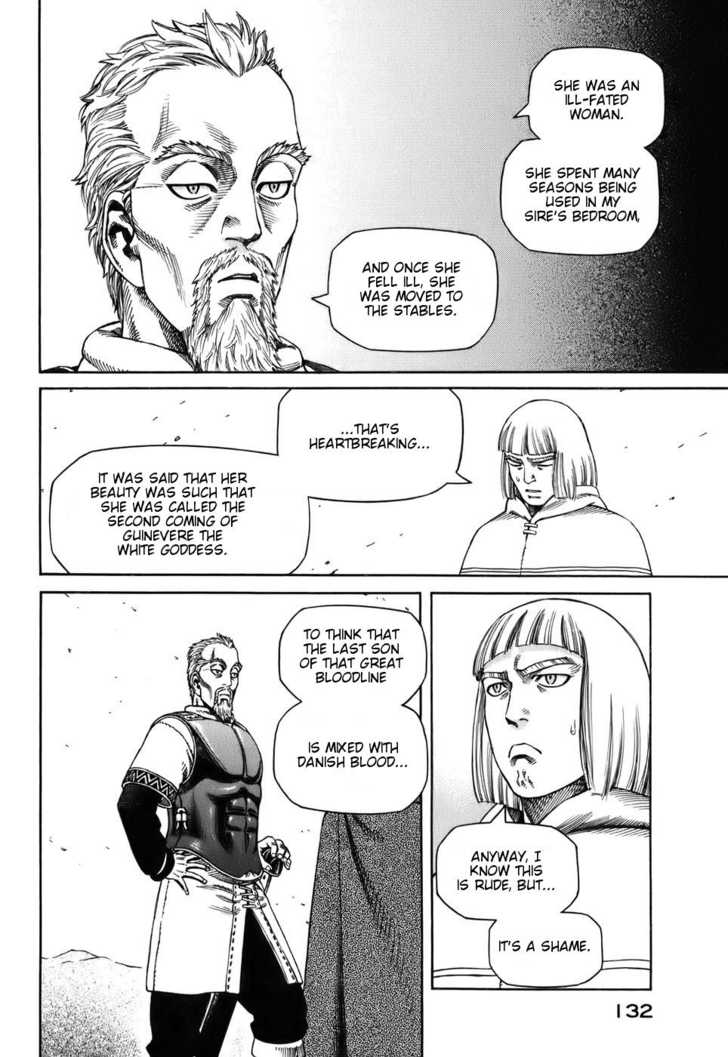 SHE WAS AN
ILL-FATED
WOMAN.
SHE SPENT MANY
SEASONS BEING
USED IN MY
SIRE'S BEDROOM,
AND ONCE SHE
FELL ILL, SHE
WAS MOVED TO
THE STABLES.
...THAT'S
HEARTBREAKING...
IT WAS SAID THAT HER
BEAUTY WAS SUCH THAT
SHE WAS CALLED THE
SECOND COMING OF
GUINEVERE THE
WHITE GODDESS.
ANYWAY, I
KNOW THIS
IS RUDE, BUT...
IT'S A SHAME.
TO THINK THAT
THE LAST SON
OF THAT GREAT
BLOODLINE
IS MIXED WITH
DANISH BLOOD...
132